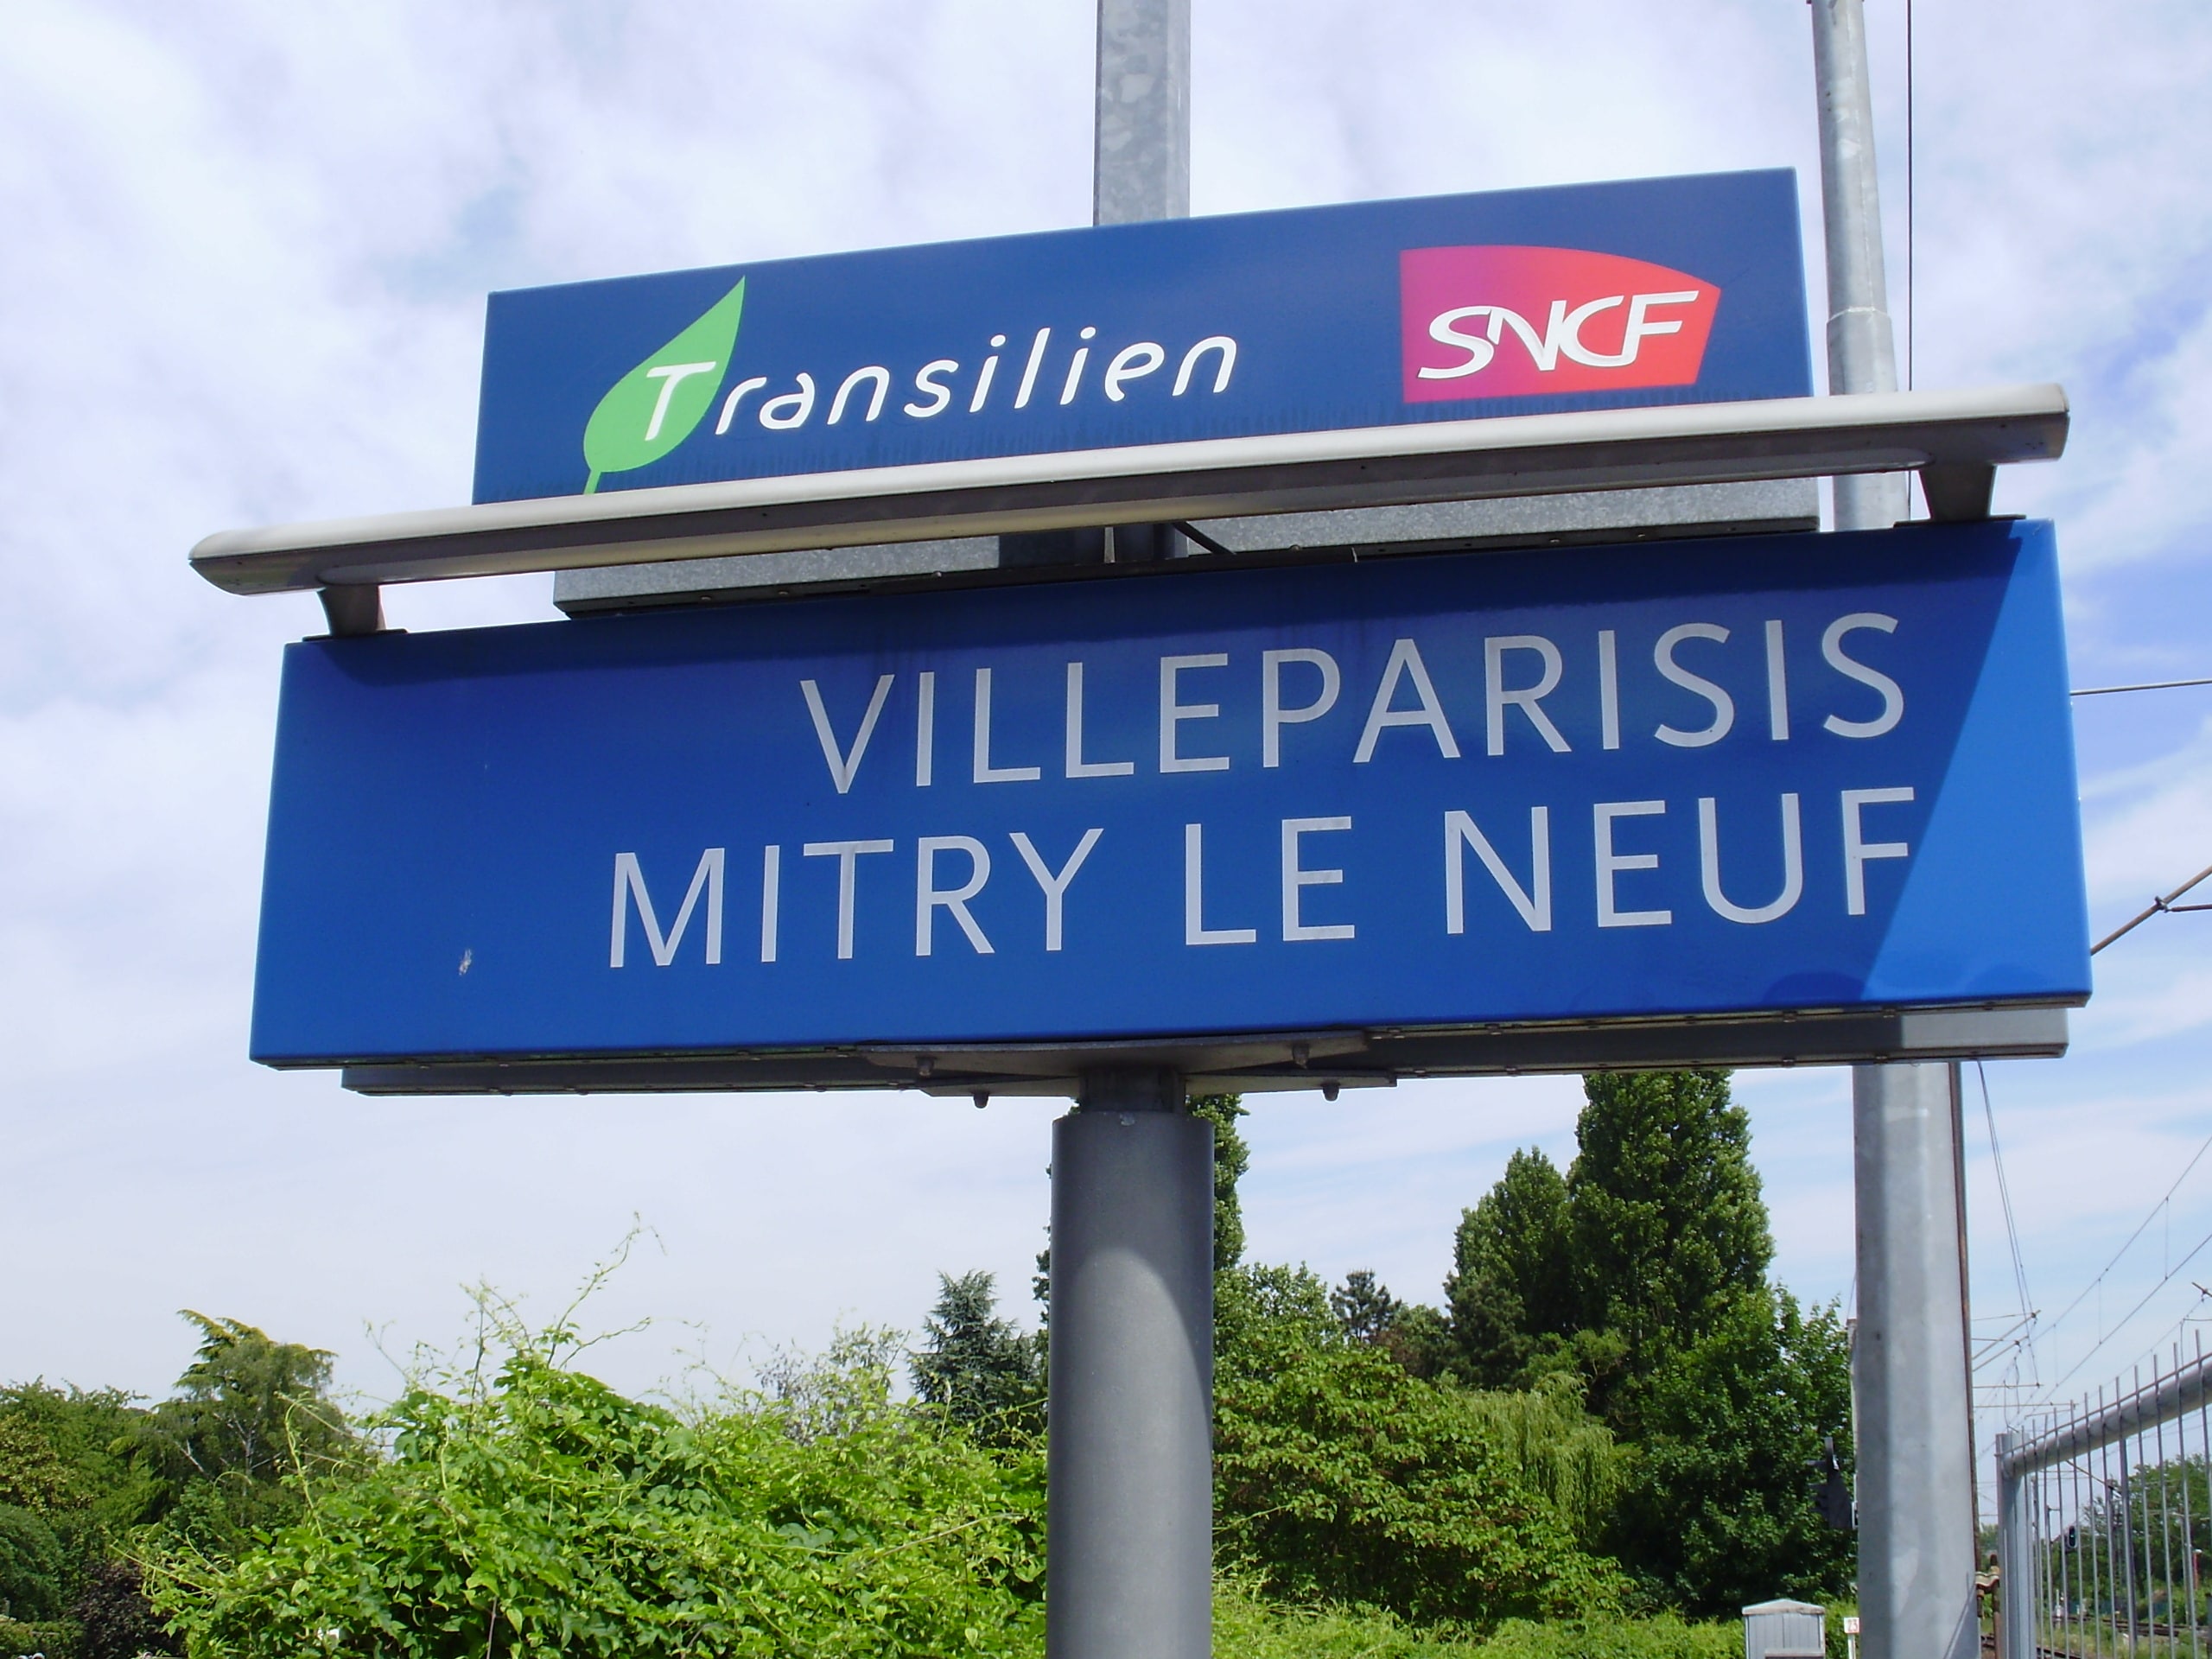 Transilien SNCF
VILLEPARISIS
MITRY LE NEUF